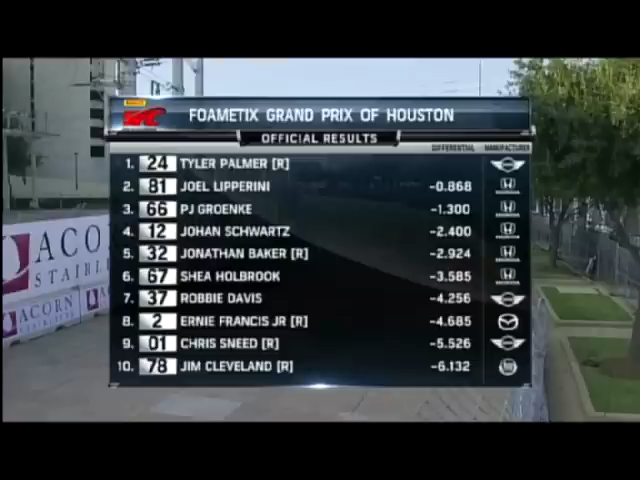 FOAMETIX GRAND PRIX OF HOUSTON
OFFICIAL RESULTS
DIFFERENTIAL MANUFACTURER
1. 24 TYLER PALMER [R]
2. 81 JOEL LIPPERINI -0.868
3. 66 PJ GROENKE -1.300
4. 12 JOHAN SCHWARTZ -2.400
5. 32 JONATHAN BAKER [R] -2.924
6. 67 SHEA HOLBROOK -3.585
7. 37 ROBBIE DAVIS -4.256
8. 2 ERNIE FRANCIS JR [R] -4.685
9. 01 CHRIS SNEED [R] -5.526
10. 78 JIM CLEVELAND [R] -6.132
ACORN
STAIRLI
ACORN